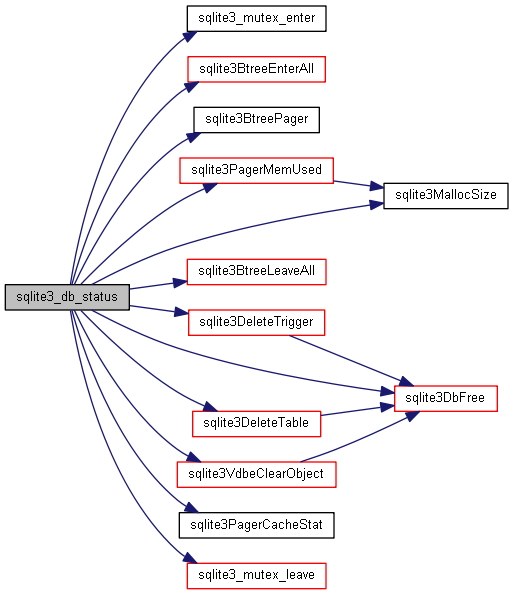 sqlite3_mutex_enter
sqlite3BtreeEnterAll
sqlite3BtreePager
sqlite3PagerMemUsed
sqlite3MallocSize
sqlite3BtreeLeaveAll
sqlite3_db_status
sqlite3DeleteTrigger
sqlite3DbFree
sqlite3DeleteTable
sqlite3VdbeClearObject
sqlite3PagerCacheStat
sqlite3_mutex_leave